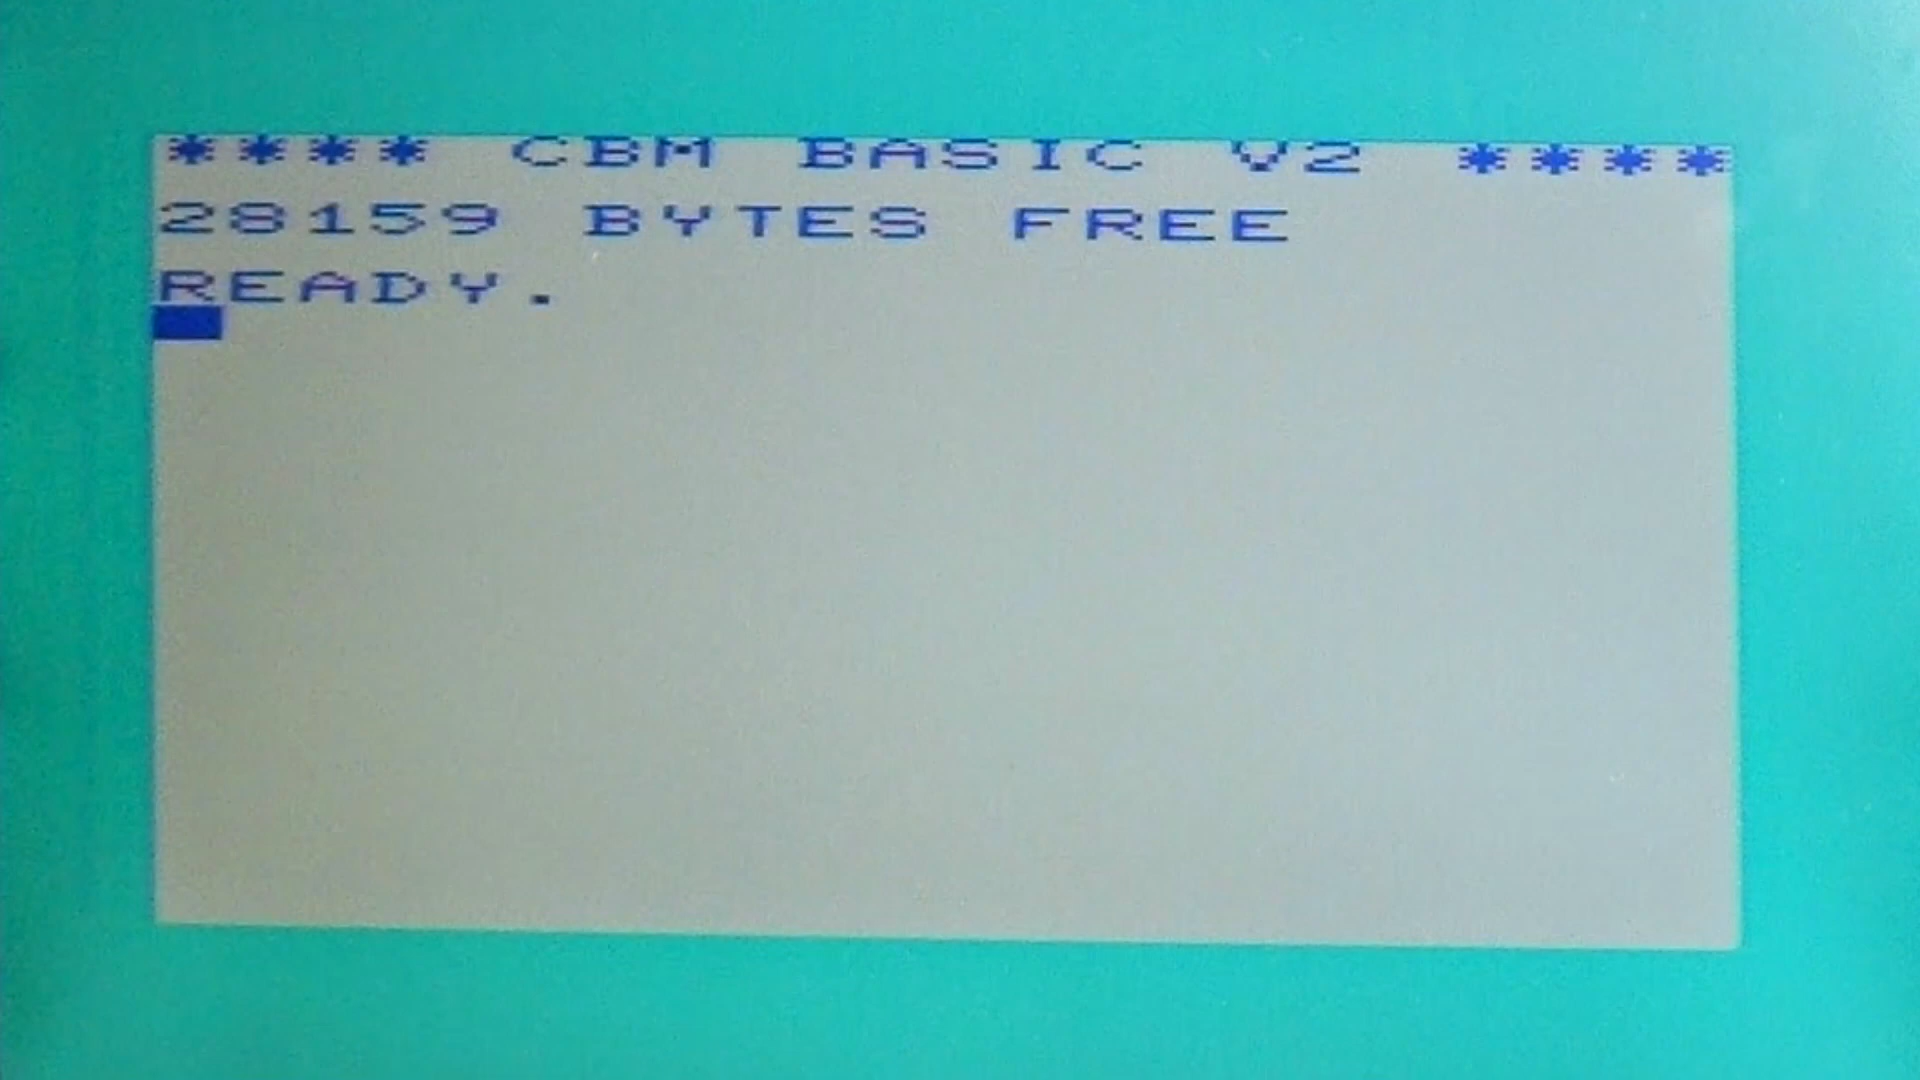 **** CBM BASIC V2 ****
28159 BYTES FREE
READY.